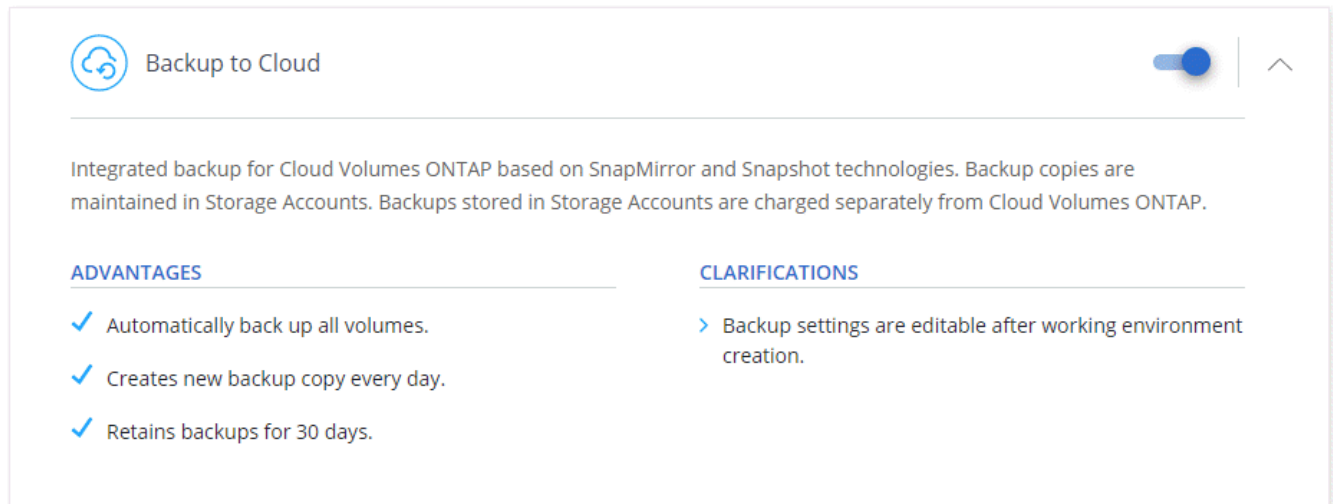 Backup to Cloud
Integrated backup for Cloud Volumes ONTAP based on SnapMirror and Snapshot technologies. Backup copies are
maintained in Storage Accounts. Backups stored in Storage Accounts are charged separately from Cloud Volumes ONTAP.
ADVANTAGES
Automatically back up all volumes.
Creates new backup copy every day.
Retains backups for 30 days.
CLARIFICATIONS
Backup settings are editable after working environment
creation.